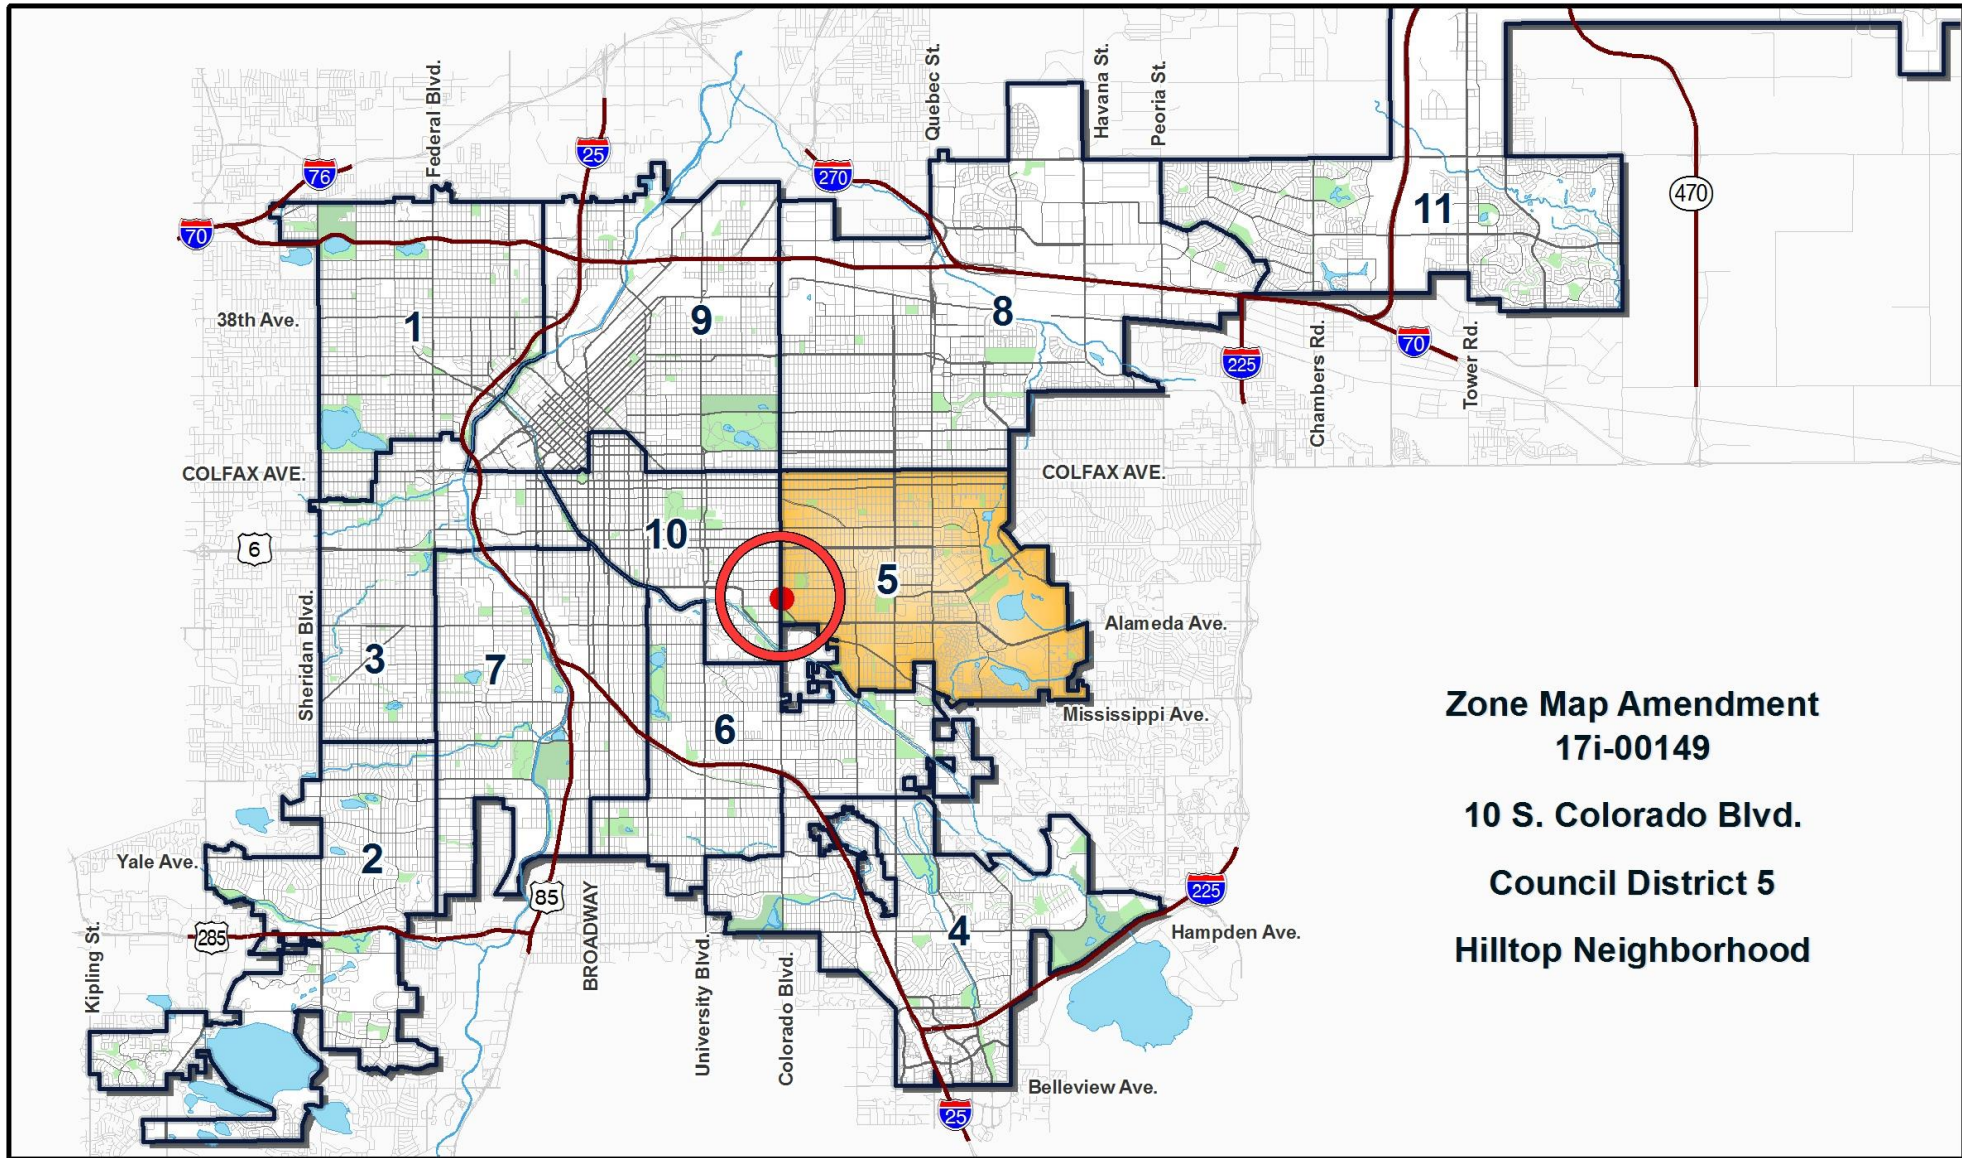 Federal Blvd.
Quebec St.
Havana St.
Peoria St.
25
76
270
70
470
11
38th Ave.
1
9
8
225
70
Chambers Rd.
Tower Rd.
COLFAX AVE.
COLFAX AVE.
10
6
5
Sheridan Blvd.
3
7
6
Alameda Ave.
Mississippi Ave.
Zone Map Amendment
17i-00149
10 S. Colorado Blvd.
Council District 5
Hilltop Neighborhood
Yale Ave.
2
85
225
285
BROADWAY
University Blvd.
Colorado Blvd.
4
Hampden Ave.
Kipling St.
Belleview Ave.
25